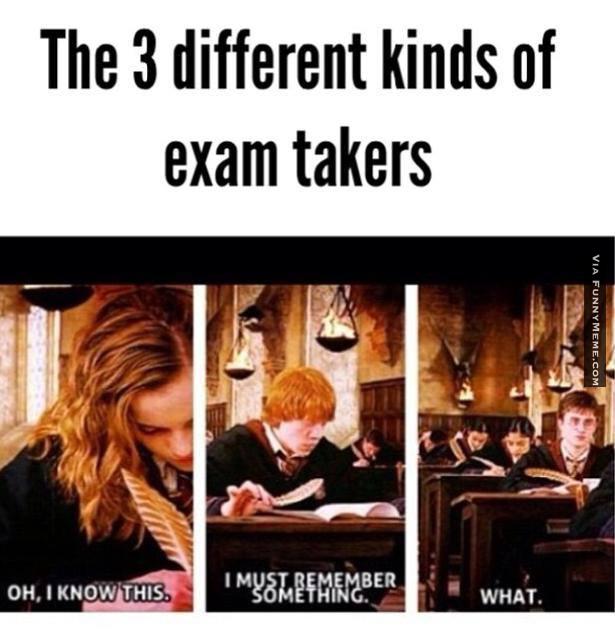 The 3 different kinds of
exam takers
VIA FUNNYMEME.COM
OH, I KNOW THIS.
I MUST REMEMBER
SOMETHING.
WHAT.